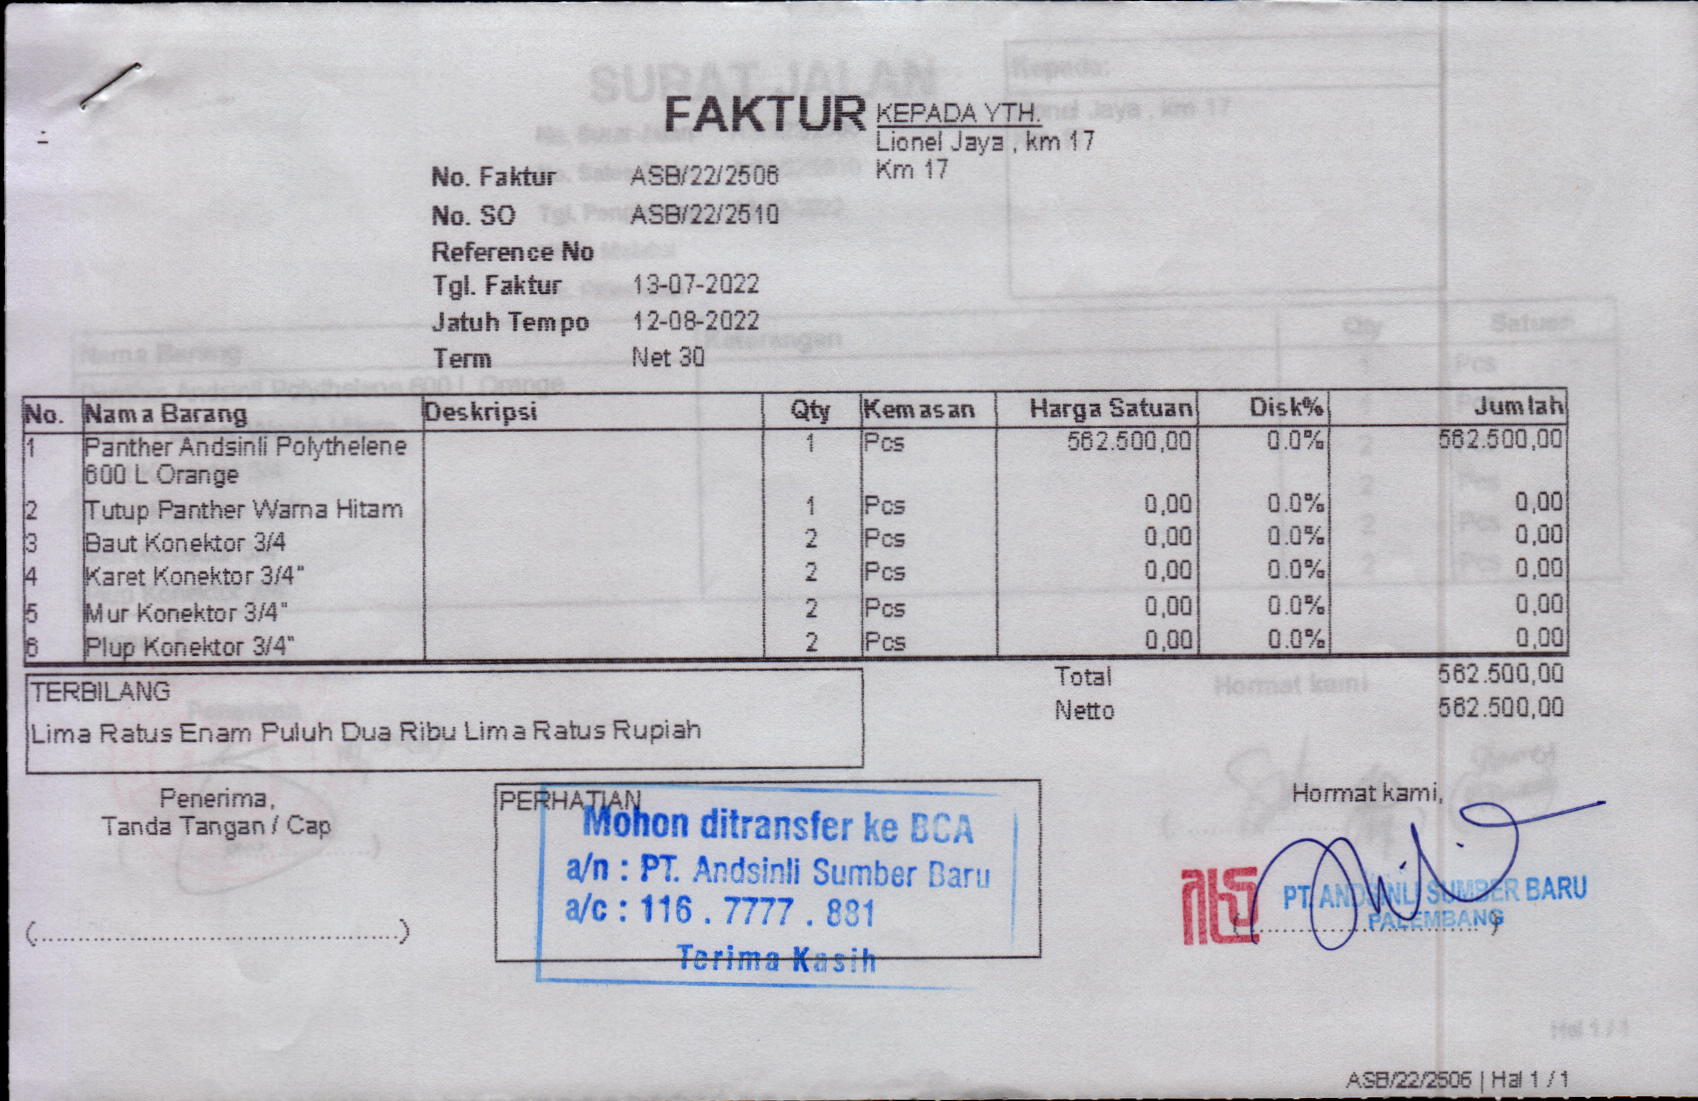 FAKTUR
KEPADA YTH.
Lionel Jaya , km 17
Km 17
No. Faktur ASB/22/2506
No. SO ASB/22/2510
Reference No
Tgl. Faktur 13-07-2022
Jatuh Tempo 12-08-2022
Term Net 30
No. Nama Barang Deskripsi Qty Kemasan Harga Satuan Disk% Jumlah
1 Panther Andsinli Polythelene 1 Pcs 562.500,00 0.0% 562.500,00
600 L Orange
2 Tutup Panther Warna Hitam 1 Pcs 0,00 0.0% 0,00
3 Baut Konektor 3/4 2 Pcs 0,00 0.0% 0,00
4 Karet Konektor 3/4" 2 Pcs 0,00 0.0% 0,00
5 Mur Konektor 3/4" 2 Pcs 0,00 0.0% 0,00
6 Plup Konektor 3/4" 2 Pcs 0,00 0.0% 0,00
Total 562.500,00
Netto 562.500,00
TERBILANG
Lima Ratus Enam Puluh Dua Ribu Lima Ratus Rupiah
Penerima,
Tanda Tangan / Cap
(................................................)
PERHATIAN
Mohon ditransfer ke BCA
a/n : PT. Andsinli Sumber Baru
a/c : 116 . 7777 . 881
Terima Kasih
Hormat kami,
PT. ANDSINLI SUMBER BARU
PALEMBANG
ASB/22/2506 | Hal 1 / 1